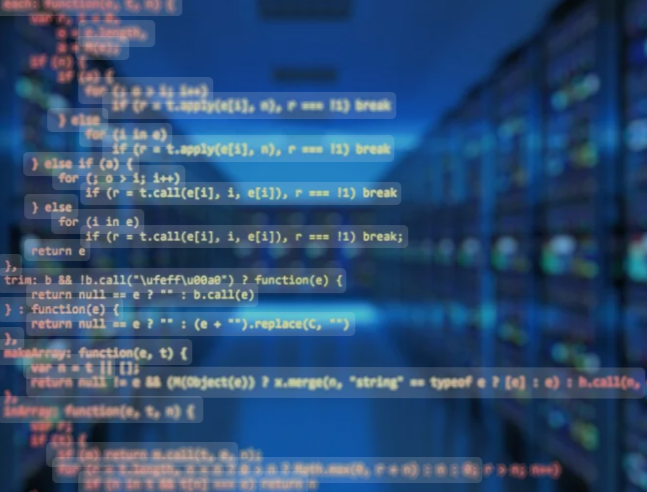 each: function(e, t, n) {
var r, i = 0,
o = e.length,
a = M(e);
if (n) {
if (a) {
for (; o > i; i++)
if (r = t.apply(e[i], n), r === !1) break
} else
for (i in e)
if (r = t.apply(e[i], n), r === !1) break
} else if (a) {
for (; o > i; i++)
if (r = t.call(e[i], i, e[i]), r === !1) break
} else
for (i in e)
if (r = t.call(e[i], i, e[i]), r === !1) break;
return e
},
trim: b && !b.call("\ufeff\u00a0") ? function(e) {
return null == e ? "" : b.call(e)
} : function(e) {
return null == e ? "" : (e + "").replace(C, "")
},
makeArray: function(e, t) {
var n = t || [];
return null != e && (M(Object(e)) ? x.merge(n, "string" == typeof e ? [e] : e) : h.call(n,
},
inArray: function(e, t, n) {
var r;
if (t) {
if (m) return m.call(t, e, n);
for (r = t.length, n = n ? 0 > n ? Math.max(0, r + n) : n : 0; r > n; n++)
if (n in t && t[n] === e) return n